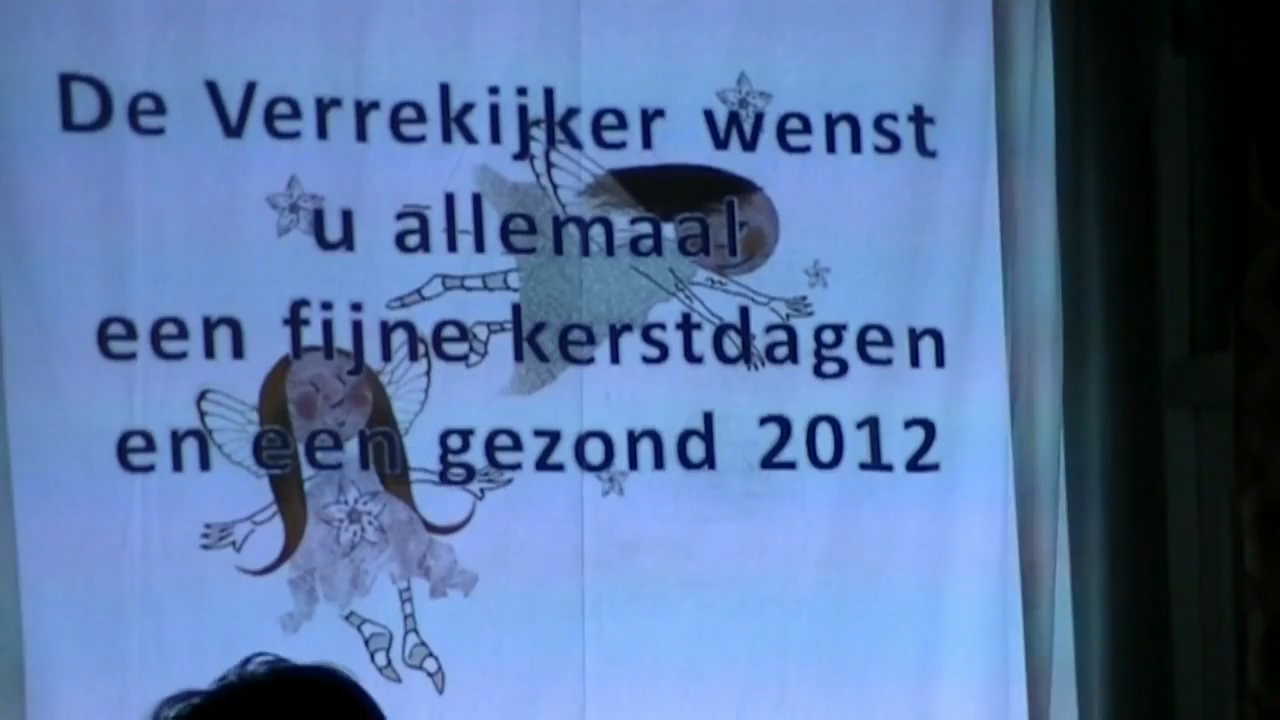 De Verrekijker wenst
u allemaal
een fijne kerstdagen
en een gezond 2012